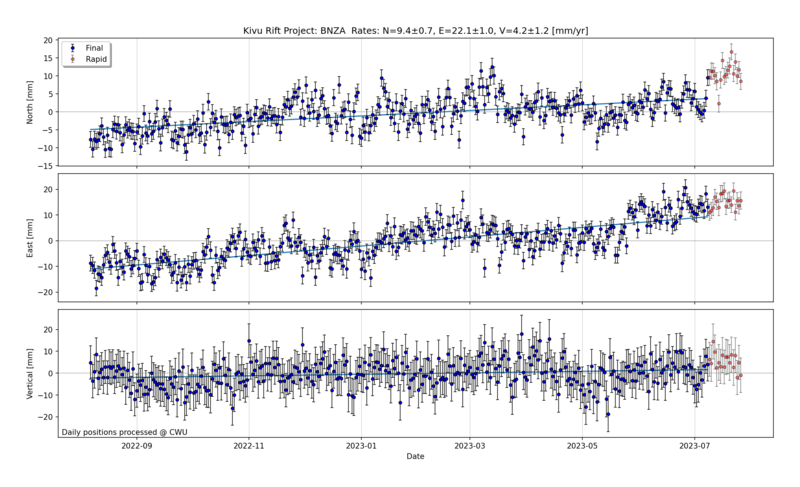 Kivu Rift Project: BNZA  Rates: N=9.4±0.7, E=22.1±1.0, V=4.2±1.2 [mm/yr]
Final
Rapid
20
15
10
5
0
−5
−10
−15
North [mm]
20
10
0
−10
−20
East [mm]
20
10
0
−10
−20
Vertical [mm]
Daily positions processed @ CWU
2022-09 2022-11 2023-01 2023-03 2023-05 2023-07
Date